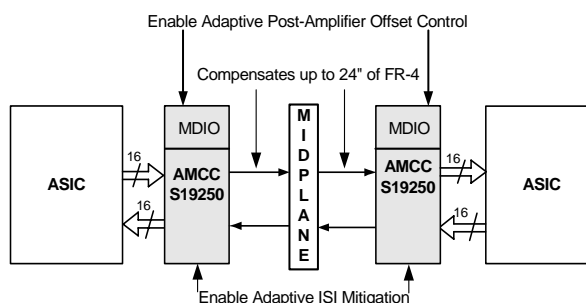 Enable Adaptive Post-Amplifier Offset Control
Compensates up to 24" of FR-4
ASIC
16
16
MDIO
AMCC
S19250
MIDPLANE
MDIO
AMCC
S19250
16
16
ASIC
Enable Adaptive ISI Mitigation